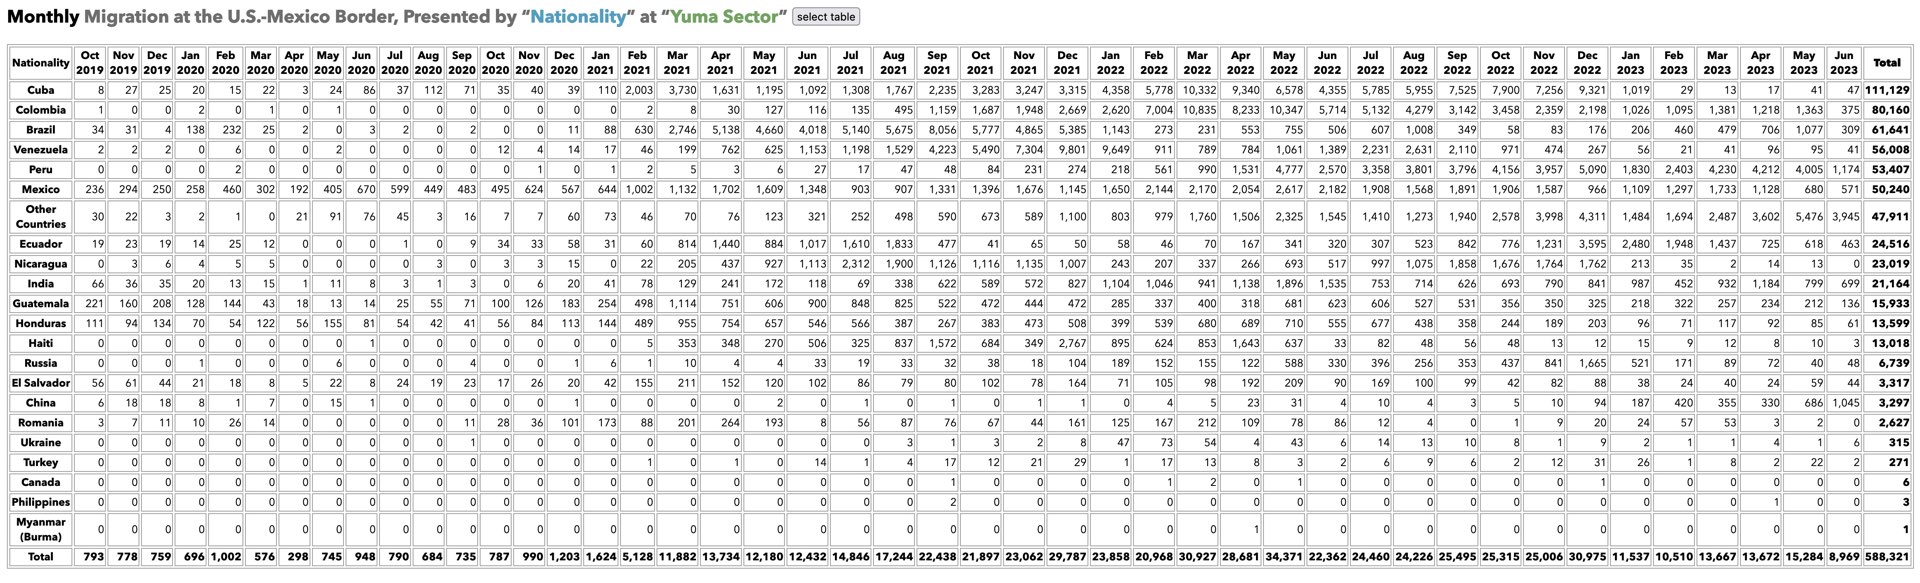 Monthly Migration at the U.S.-Mexico Border, Presented by “Nationality” at “Yuma Sector” select table
Nationality Oct 2019 Nov 2019 Dec 2019 Jan 2020 Feb 2020 Mar 2020 Apr 2020 May 2020 Jun 2020 Jul 2020 Aug 2020 Sep 2020 Oct 2020 Nov 2020 Dec 2020 Jan 2021 Feb 2021 Mar 2021 Apr 2021 May 2021 Jun 2021 Jul 2021 Aug 2021 Sep 2021 Oct 2021 Nov 2021 Dec 2021 Jan 2022 Feb 2022 Mar 2022 Apr 2022 May 2022 Jun 2022 Jul 2022 Aug 2022 Sep 2022 Oct 2022 Nov 2022 Dec 2022 Jan 2023 Feb 2023 Mar 2023 Apr 2023 May 2023 Jun 2023 Total
Cuba 8 27 25 20 15 22 3 24 86 37 112 71 35 40 39 110 2,003 3,730 1,631 1,195 1,092 1,308 1,767 2,235 3,283 3,247 3,315 4,358 5,778 10,332 9,340 6,578 4,355 5,785 5,955 7,525 7,900 7,256 9,321 1,019 29 13 17 41 47 111,129
Colombia 1 0 0 2 0 1 0 1 0 0 0 0 0 0 0 0 2 8 30 127 116 135 495 1,159 1,687 1,948 2,669 2,620 7,004 10,835 8,233 10,347 5,714 5,132 4,279 3,142 3,458 2,359 2,198 1,026 1,095 1,381 1,218 1,363 375 80,160
Brazil 34 31 4 138 232 25 2 0 3 2 0 2 0 0 11 88 630 2,746 5,138 4,660 4,018 5,140 5,675 8,056 5,777 4,865 5,385 1,143 273 231 553 755 506 607 1,008 349 58 83 176 206 460 479 706 1,077 309 61,641
Venezuela 2 2 2 0 6 0 0 2 0 0 0 0 12 4 14 17 46 199 762 625 1,153 1,198 1,529 4,223 5,490 7,304 9,801 9,649 911 789 784 1,061 1,389 2,231 2,631 2,110 971 474 267 56 21 41 96 95 41 56,008
Peru 0 0 0 0 2 0 0 0 0 0 0 0 0 1 0 1 2 5 3 6 27 17 47 48 84 231 274 218 561 990 1,531 4,777 2,570 3,358 3,801 3,796 4,156 3,957 5,090 1,830 2,403 4,230 4,212 4,005 1,174 53,407
Mexico 236 294 250 258 460 302 192 405 670 599 449 483 495 624 567 644 1,002 1,132 1,702 1,609 1,348 903 907 1,331 1,396 1,676 1,145 1,650 2,144 2,170 2,054 2,617 2,182 1,908 1,568 1,891 1,906 1,587 966 1,109 1,297 1,733 1,128 680 571 50,240
Other Countries 30 22 3 2 1 0 21 91 76 45 3 16 7 7 60 73 46 70 76 123 321 252 498 590 673 589 1,100 803 979 1,760 1,506 2,325 1,545 1,410 1,273 1,940 2,578 3,998 4,311 1,484 1,694 2,487 3,602 5,476 3,945 47,911
Ecuador 19 23 19 14 25 12 0 0 0 1 0 9 34 33 58 31 60 814 1,440 884 1,017 1,610 1,833 477 41 65 50 58 46 70 167 341 320 307 523 842 776 1,231 3,595 2,480 1,948 1,437 725 618 463 24,516
Nicaragua 0 3 6 4 5 5 0 0 0 0 3 0 3 3 15 0 22 205 437 927 1,113 2,312 1,900 1,126 1,116 1,135 1,007 243 207 337 266 693 517 997 1,075 1,858 1,676 1,764 1,762 213 35 2 14 13 0 23,019
India 66 36 35 20 13 15 1 11 8 3 1 3 0 6 20 41 78 129 241 172 118 69 338 622 589 572 827 1,104 1,046 941 1,138 1,896 1,535 753 714 626 693 790 841 987 452 932 1,184 799 699 21,164
Guatemala 221 160 208 128 144 43 18 13 14 25 55 71 100 126 183 254 498 1,114 751 606 900 848 825 522 472 444 472 285 337 400 318 681 623 606 527 531 356 350 325 218 322 257 234 212 136 15,933
Honduras 111 94 134 70 54 122 56 155 81 54 42 41 56 84 113 144 489 955 754 657 546 566 387 267 383 473 508 399 539 680 689 710 555 677 438 358 244 189 203 96 71 117 92 85 61 13,599
Haiti 0 0 0 0 0 0 0 0 1 0 0 0 0 0 0 0 5 353 348 270 506 325 837 1,572 684 349 2,767 895 624 853 1,643 637 33 82 48 56 48 13 12 15 9 12 8 10 3 13,018
Russia 0 0 0 1 0 0 0 6 0 0 0 4 0 0 1 6 1 10 4 4 33 19 33 32 38 18 104 189 152 155 122 588 330 396 256 353 437 841 1,665 521 171 89 72 40 48 6,739
El Salvador 56 61 44 21 18 8 5 22 8 24 19 23 17 26 20 42 155 211 152 120 102 86 79 80 102 78 164 71 105 98 192 209 90 169 100 99 42 82 88 38 24 40 24 59 44 3,317
China 6 18 18 8 1 7 0 15 1 0 0 0 0 0 1 0 0 0 0 2 0 1 0 1 0 1 1 0 4 5 23 31 4 10 4 3 5 10 94 187 420 355 330 686 1,045 3,297
Romania 3 7 11 10 26 14 0 0 0 0 0 11 28 36 101 173 88 201 264 193 8 56 87 76 67 44 161 125 167 212 109 78 86 12 4 0 1 9 20 24 57 53 3 2 0 2,627
Ukraine 0 0 0 0 0 0 0 0 0 0 0 1 0 0 0 0 0 0 0 0 0 0 3 1 3 2 8 47 73 54 4 43 6 14 13 10 8 1 9 2 1 1 4 1 6 315
Turkey 0 0 0 0 0 0 0 0 0 0 0 0 0 0 0 0 1 0 1 0 14 1 4 17 12 21 29 1 17 13 8 3 2 6 9 6 2 12 31 26 1 8 2 22 2 271
Canada 0 0 0 0 0 0 0 0 0 0 0 0 0 0 0 0 0 0 0 0 0 0 0 1 0 0 0 0 1 2 0 1 0 0 0 0 0 0 1 0 0 0 0 0 0 6
Philippines 0 0 0 0 0 0 0 0 0 0 0 0 0 0 0 0 0 0 0 0 0 0 0 2 0 0 0 0 0 0 0 0 0 0 0 0 0 0 0 0 0 0 1 0 0 3
Myanmar (Burma) 0 0 0 0 0 0 0 0 0 0 0 0 0 0 0 0 0 0 0 0 0 0 0 0 0 0 0 0 0 0 1 0 0 0 0 0 0 0 0 0 0 0 0 0 0 1
Total 793 778 759 696 1,002 576 298 745 948 790 684 735 787 990 1,203 1,624 5,128 11,882 13,734 12,180 12,432 14,846 17,244 22,438 21,897 23,062 29,787 23,858 20,968 30,927 28,681 34,371 22,362 24,460 24,226 25,495 25,315 25,006 30,975 11,537 10,510 13,667 13,672 15,284 8,969 588,321